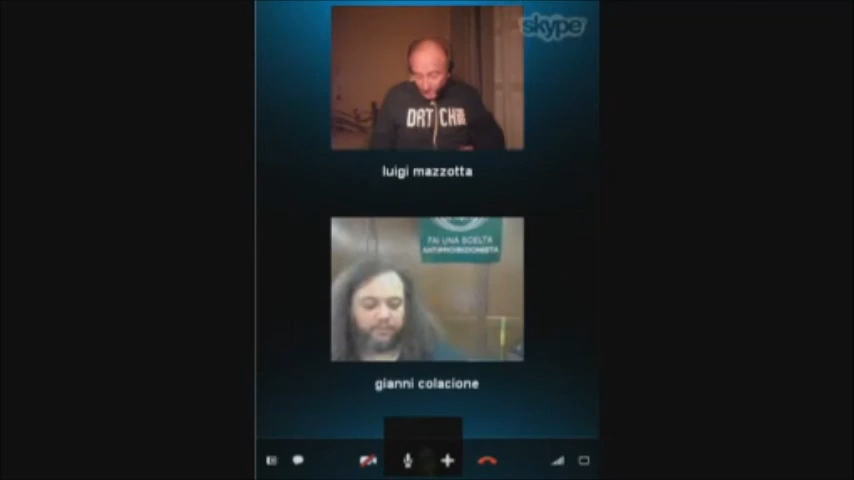 skype
DATCH
luigi mazzotta
FAI UNA SCELTA
ANTIPROIBIZIONISTA
gianni colacione